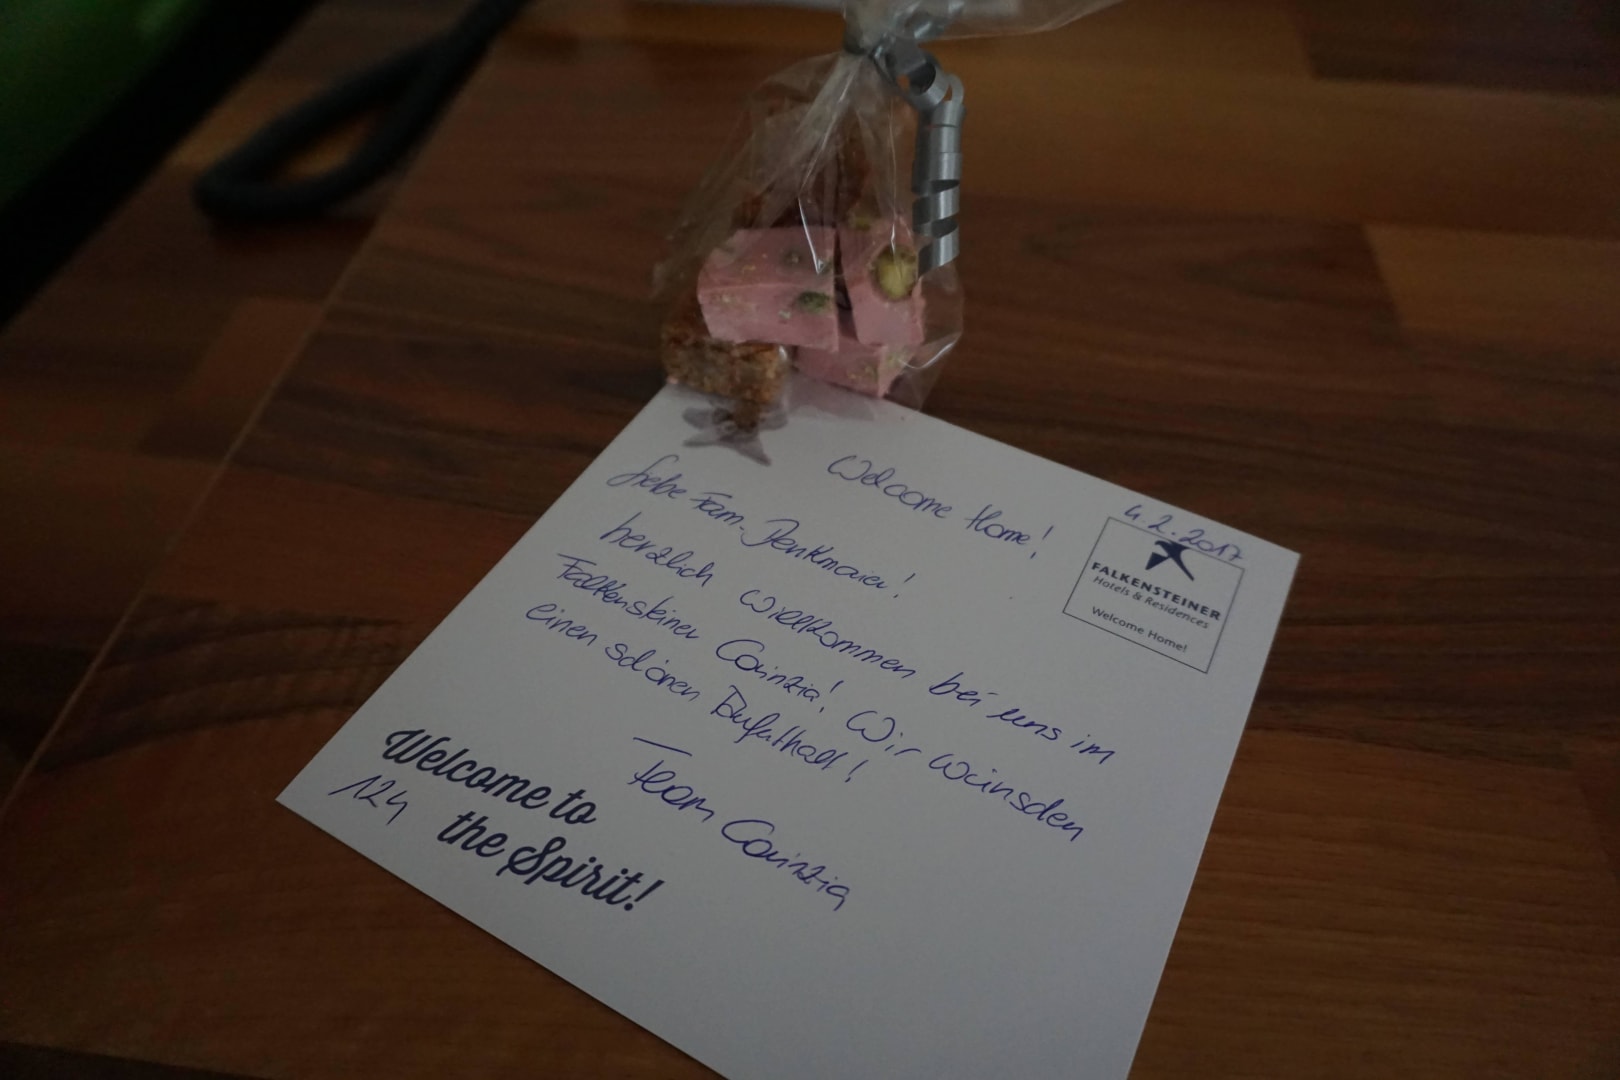 Welcome Home!
4.2.2017
Liebe Fam. Denkmaier!
herzlich Willkommen bei uns im
Falkensteiner Carinzia! Wir wünschen
einen schönen Aufenthalt!
Team Carinzia
FALKENSTEINER
Hotels & Residences
Welcome Home!
Welcome to
the Spirit!
124